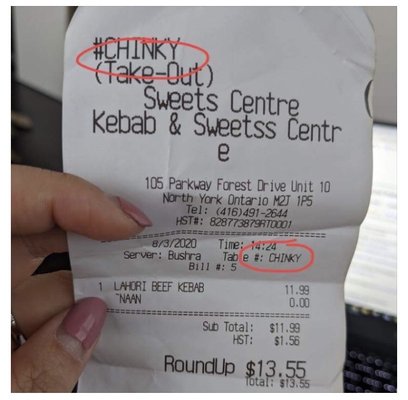 #CHINKY
(Take-Out)
Sweets Centre
Kebab & Sweetss Centr
e
105 Parkway Forest Drive Unit 10
North York Ontario M2T 1P5
Tel: (416)491-2644
HST#: 828773879RT0001
8/3/2020 Time: 14:24
Server: Bushra Table #: CHINKY
Bill #: 5
1 LAHORI BEEF KEBAB 11.99
~NAAN 0.00
Sub Total: $11.99
HST: $1.56
RoundUp $13.55
Total: $13.55